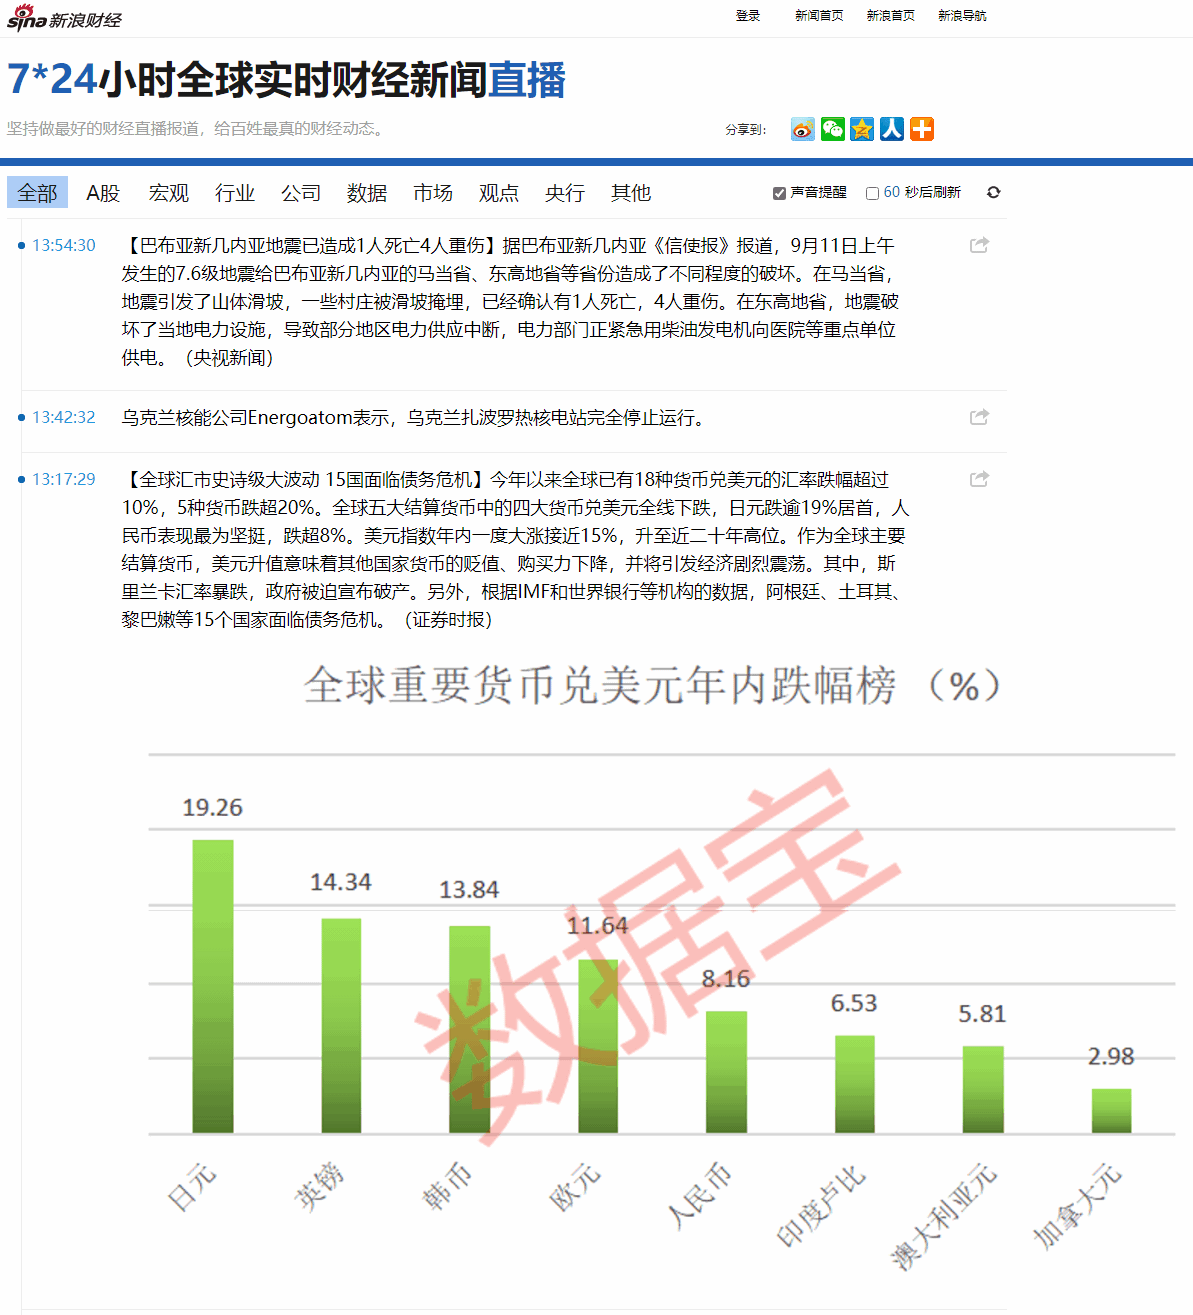 sina新浪财经
登录 新闻首页 新浪首页 新浪导航
7*24小时全球实时财经新闻直播
坚持做最好的财经直播报道，给百姓最真的财经动态。
分享到：
全部 A股 宏观 行业 公司 数据 市场 观点 央行 其他 声音提醒 60 秒后刷新
13:54:30 【巴布亚新几内亚地震已造成1人死亡4人重伤】据巴布亚新几内亚《信使报》报道，9月11日上午
发生的7.6级地震给巴布亚新几内亚的马当省、东高地省等省份造成了不同程度的破坏。在马当省，
地震引发了山体滑坡，一些村庄被滑坡掩埋，已经确认有1人死亡，4人重伤。在东高地省，地震破
坏了当地电力设施，导致部分地区电力供应中断，电力部门正紧急用柴油发电机向医院等重点单位
供电。（央视新闻）
13:42:32 乌克兰核能公司Energoatom表示，乌克兰扎波罗热核电站完全停止运行。
13:17:29 【全球汇市史诗级大波动 15国面临债务危机】今年以来全球已有18种货币兑美元的汇率跌幅超过
10%，5种货币跌超20%。全球五大结算货币中的四大货币兑美元全线下跌，日元跌逾19%居首，人
民币表现最为坚挺，跌超8%。美元指数年内一度大涨接近15%，升至近二十年高位。作为全球主要
结算货币，美元升值意味着其他国家货币的贬值、购买力下降，并将引发经济剧烈震荡。其中，斯
里兰卡汇率暴跌，政府被迫宣布破产。另外，根据IMF和世界银行等机构的数据，阿根廷、土耳其、
黎巴嫩等15个国家面临债务危机。（证券时报）
全球重要货币兑美元年内跌幅榜（%）
19.26
14.34
13.84
11.64
8.16
6.53
5.81
2.98
数据宝
日元
英镑
韩币
欧元
人民币
印度卢比
澳大利亚元
加拿大元